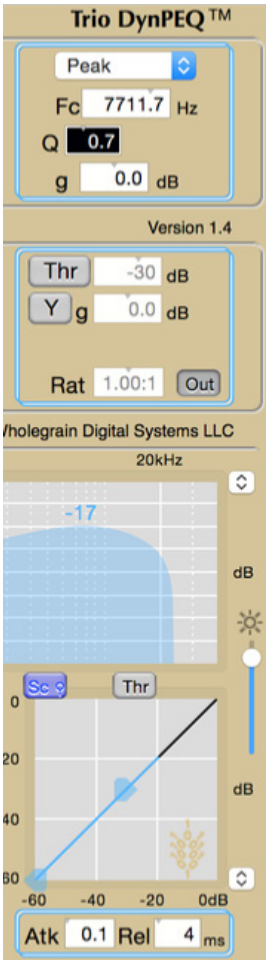 Trio DynPEQ™
Peak
Fc 7711.7 Hz
Q 0.7
g 0.0 dB
Version 1.4
Thr -30 dB
Y g 0.0 dB
Rat 1.00:1 Out
holegrain Digital Systems LLC
20kHz
-17
dB
Sc Thr
0
20
dB
40
60
-60 -40 -20 0dB
Atk 0.1 Rel 4 ms